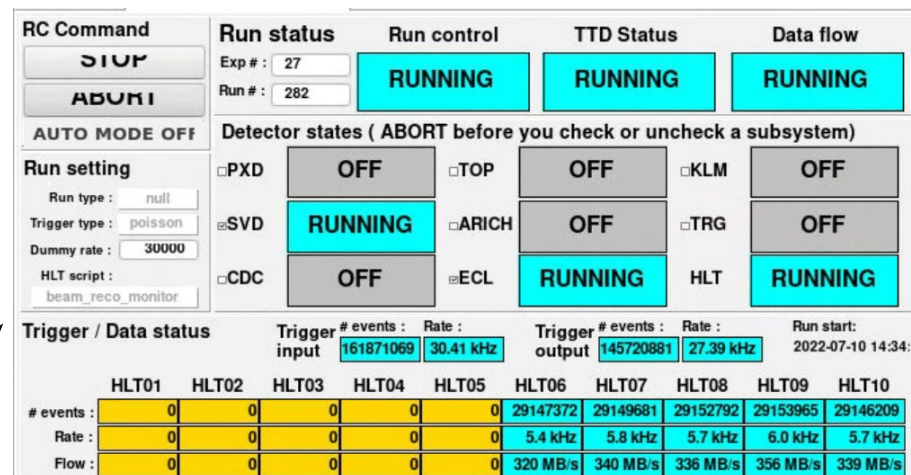 RC Command
STOP
ABORT
AUTO MODE OFF
Run status
Run control
TTD Status
Data flow
Exp # : 27
Run # : 282
RUNNING
RUNNING
RUNNING
Detector states ( ABORT before you check or uncheck a subsystem)
PXD OFF TOP OFF KLM OFF
SVD RUNNING ARICH OFF TRG OFF
CDC OFF ECL RUNNING HLT RUNNING
Run setting
Run type : null
Trigger type : poisson
Dummy rate : 30000
HLT script :
beam_reco_monitor
Trigger / Data status
Trigger input # events : 161871069 Rate : 30.41 kHz
Trigger output # events : 145720881 Rate : 27.39 kHz
Run start:
2022-07-10 14:34:
HLT01 HLT02 HLT03 HLT04 HLT05 HLT06 HLT07 HLT08 HLT09 HLT10
# events : 0 0 0 0 0 29147372 29149681 29152792 29153965 29146209
Rate : 0 0 0 0 0 5.4 kHz 5.8 kHz 5.7 kHz 6.0 kHz 5.7 kHz
Flow : 0 0 0 0 0 320 MB/s 340 MB/s 336 MB/s 356 MB/s 339 MB/s